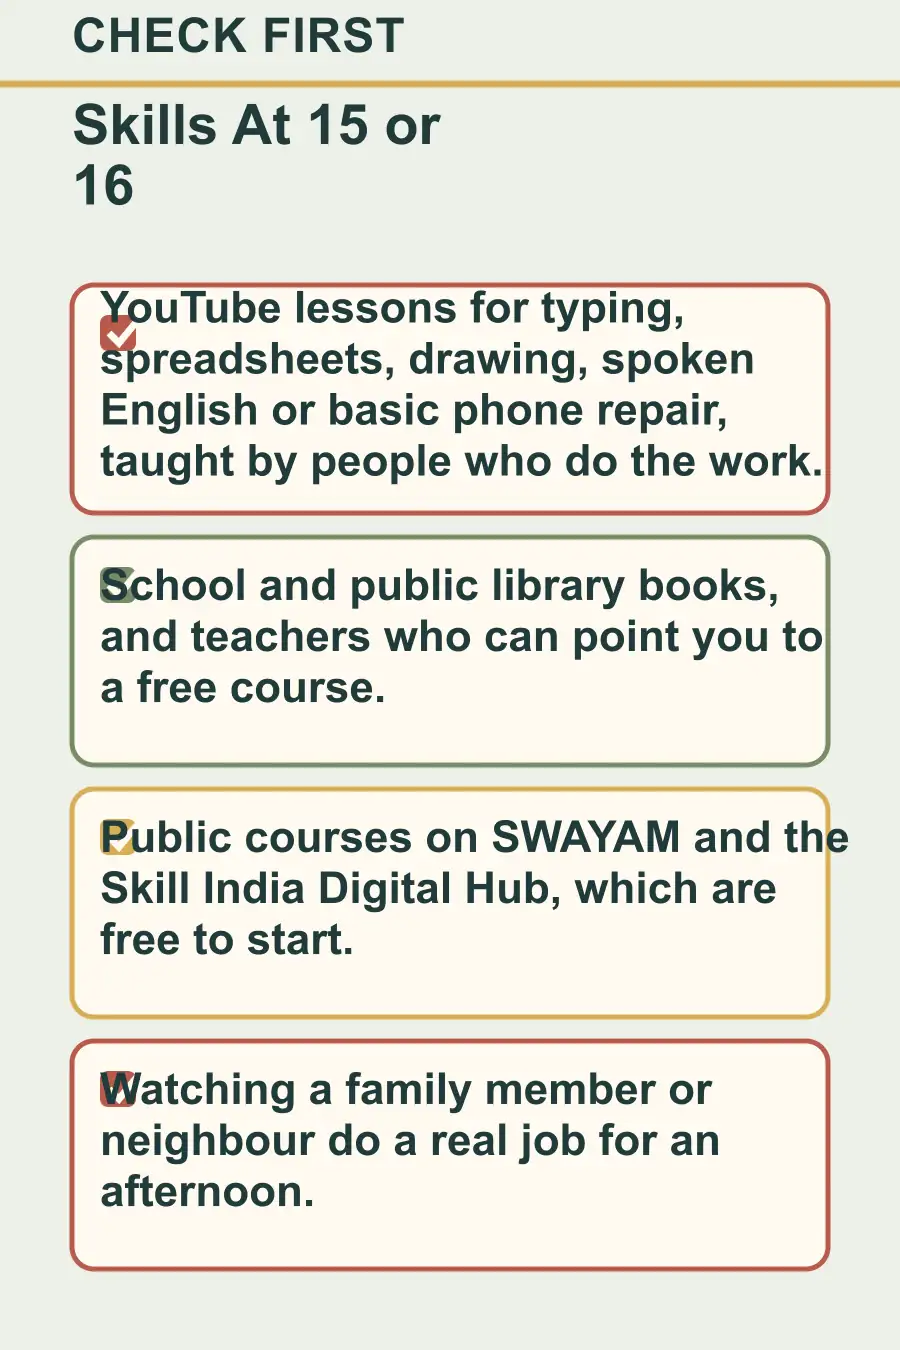 CHECK FIRST
Skills At 15 or
16
YouTube lessons for typing,
spreadsheets, drawing, spoken
English or basic phone repair,
taught by people who do the work.
School and public library books,
and teachers who can point you to
a free course.
Public courses on SWAYAM and the
Skill India Digital Hub, which are
free to start.
Watching a family member or
neighbour do a real job for an
afternoon.